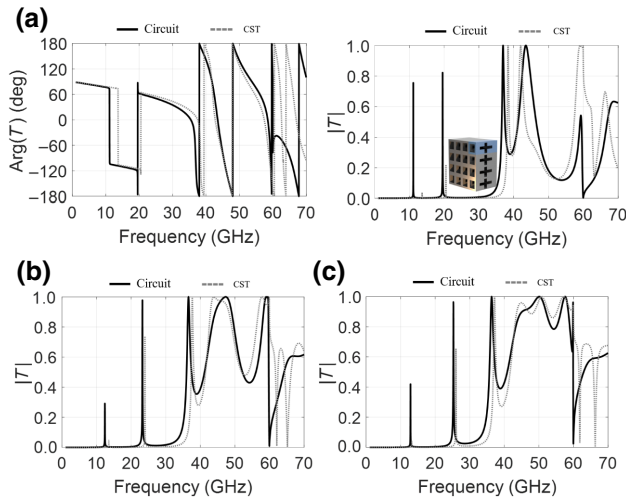 (a)
Circuit CST
Circuit CST
180
120
60
0
−60
−120
−180
Arg(T) (deg)
0 10 20 30 40 50 60 70
Frequency (GHz)
1.0
0.8
0.6
0.4
0.2
0
|T|
0 10 20 30 40 50 60 70
Frequency (GHz)
(b)
Circuit CST
1.0
0.8
0.6
0.4
0.2
0.0
|T|
0 10 20 30 40 50 60 70
Frequency (GHz)
(c)
Circuit CST
1.0
0.8
0.6
0.4
0.2
0.0
|T|
0 10 20 30 40 50 60 70
Frequency (GHz)